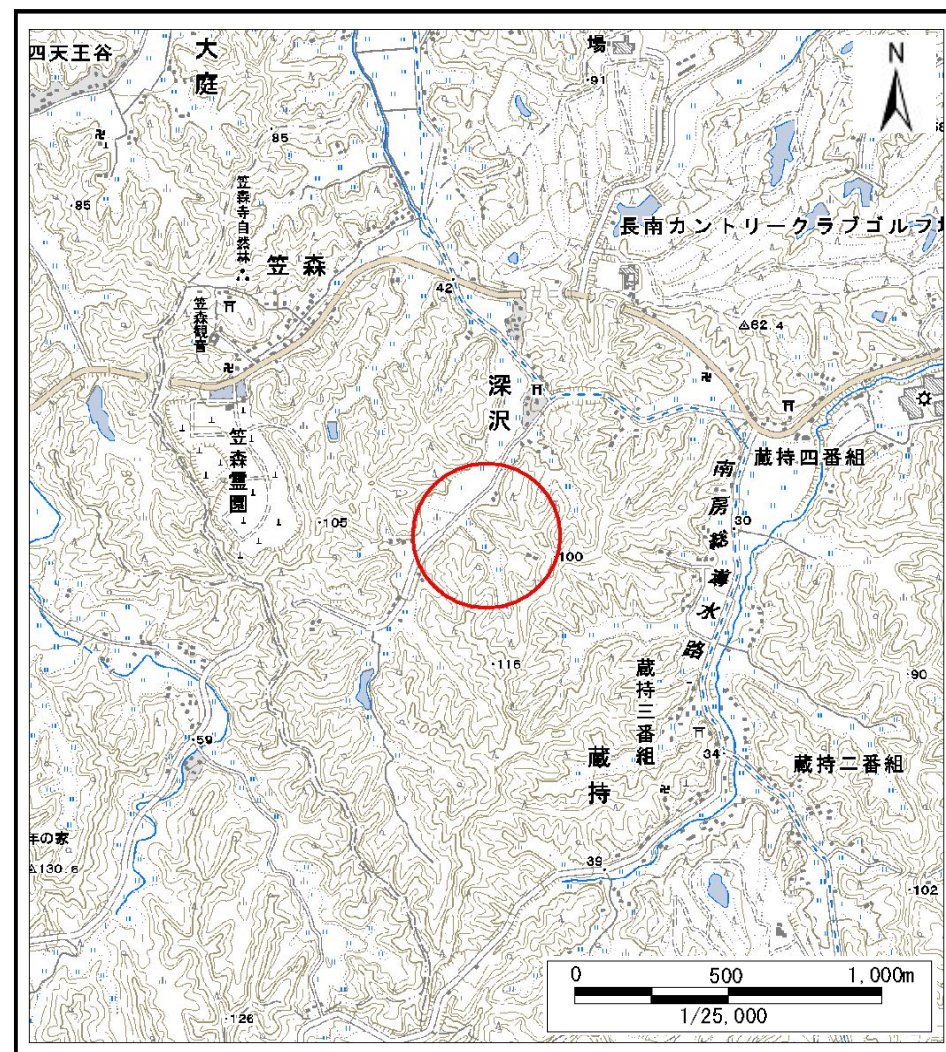 四天王谷
大庭
場
91
N
85
85
笠森寺自然林
笠森
長南カントリークラブゴルフ
42
笠森観音
62.4
深沢
笠森霊園
蔵持四番組
南房総導水路
105
30
100
116
90
蔵持三番組
59
34
蔵持
蔵持二番組
年の家
130.6
39
102
126
0 500 1,000m
1/25,000